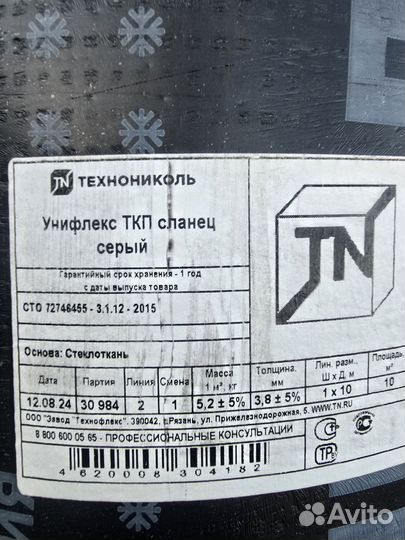 ТЕХНОНИКОЛЬ
Унифлекс ТКП сланец
серый
Гарантийный срок хранения - 1 год
с даты выпуска товара
СТО 72746455 - 3.1.12 - 2015
TN
Основа: Стеклоткань
Дата Партия Линия Смена Масса 1 м², кг Толщина, мм Лин. разм., Ш х Д, м Площадь, м²
12.08.24 30 984 2 1 5,2 ± 5% 3,8 ± 5% 1 x 10 10
ООО "Завод "Технофлекс". 390042, г.Рязань, ул. Прижелезнодорожная, 5. WWW.TN.RU
8 800 600 05 65 - ПРОФЕССИОНАЛЬНЫЕ КОНСУЛЬТАЦИИ
4 620008 304182
Avito